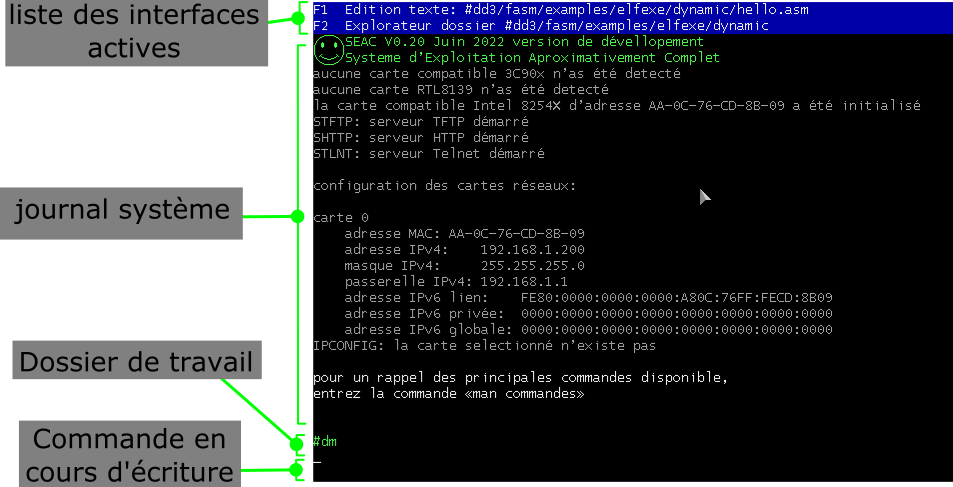 liste des interfaces
actives
F1  Edition texte: #dd3/fasm/examples/elfexe/dynamic/hello.asm
F2  Explorateur dossier #dd3/fasm/examples/elfexe/dynamic
SEAC V0.20 Juin 2022 version de dévellopement
Systeme d'Exploitation Aproximativement Complet
aucune carte compatible 3C90x n'as été detecté
aucune carte RTL8139 n'as été detecté
la carte compatible Intel 8254X d'adresse AA-0C-76-CD-8B-09 a été initialisé
STFTP: serveur TFTP démarré
SHTTP: serveur HTTP démarré
STLNT: serveur Telnet démarré
configuration des cartes réseaux:
journal système
carte 0
adresse MAC: AA-0C-76-CD-8B-09
adresse IPv4:    192.168.1.200
masque IPv4:     255.255.255.0
passerelle IPv4: 192.168.1.1
adresse IPv6 lien:    FE80:0000:0000:0000:A80C:76FF:FECD:8B09
adresse IPv6 privée:  0000:0000:0000:0000:0000:0000:0000:0000
adresse IPv6 globale: 0000:0000:0000:0000:0000:0000:0000:0000
IPCONFIG: la carte selectionné n'existe pas
pour un rappel des principales commandes disponible,
entrez la commande «man commandes»
Dossier de travail
#dm
Commande en
cours d'écriture
_